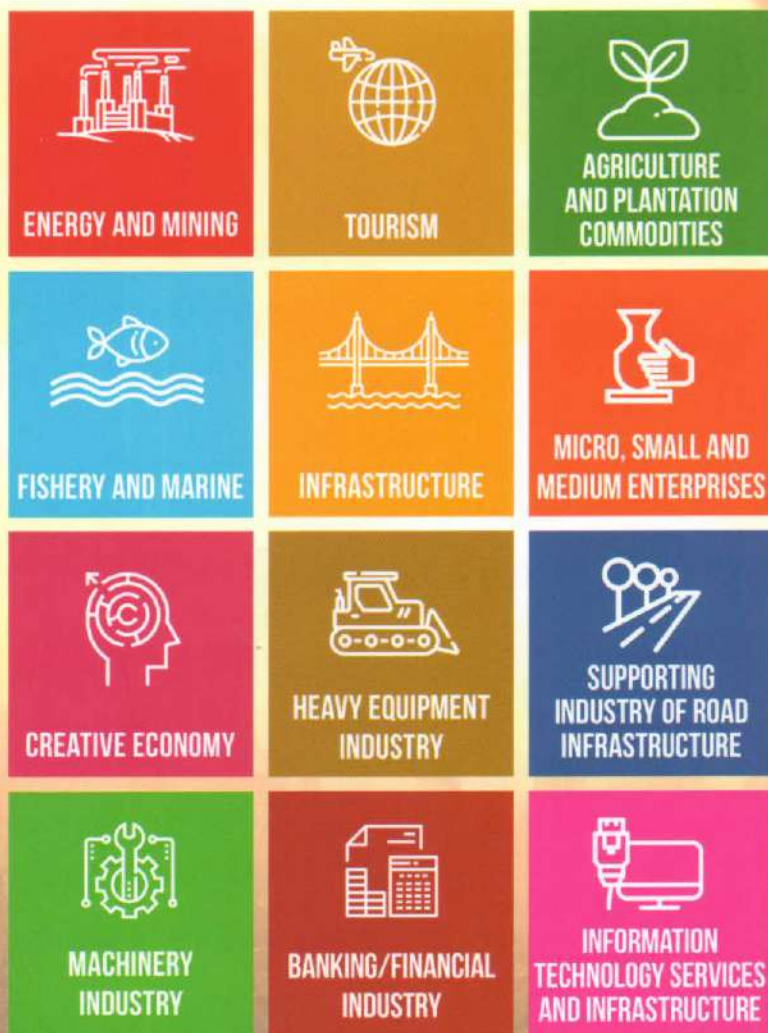 ENERGY AND MINING
TOURISM
AGRICULTURE
AND PLANTATION
COMMODITIES
FISHERY AND MARINE
INFRASTRUCTURE
MICRO, SMALL AND
MEDIUM ENTERPRISES
CREATIVE ECONOMY
HEAVY EQUIPMENT
INDUSTRY
SUPPORTING
INDUSTRY OF ROAD
INFRASTRUCTURE
MACHINERY
INDUSTRY
BANKING/FINANCIAL
INDUSTRY
INFORMATION
TECHNOLOGY SERVICES
AND INFRASTRUCTURE